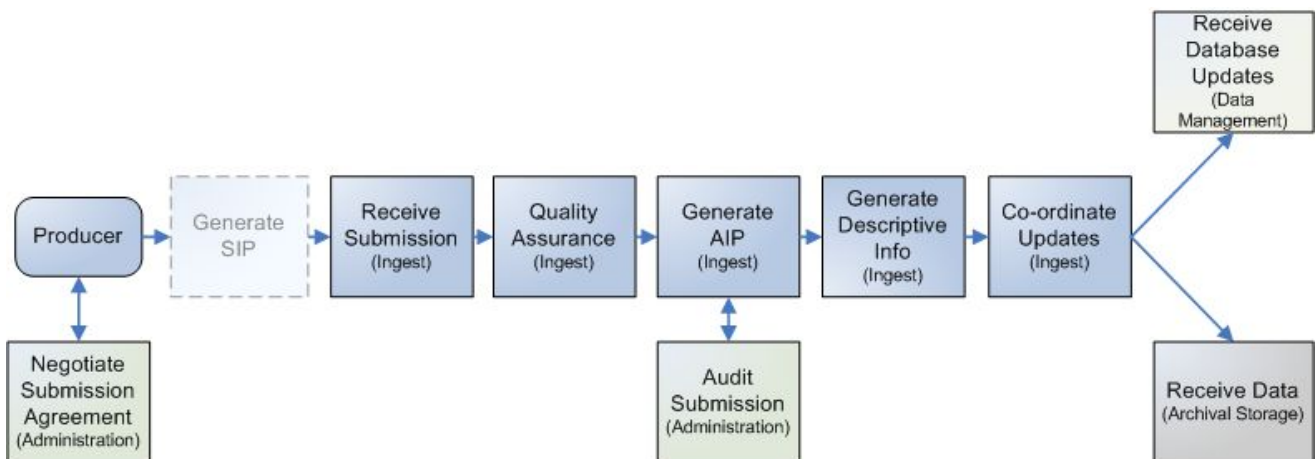 Receive
Database
Updates
(Data
Management)
Producer
Generate
SIP
Receive
Submission
(Ingest)
Quality
Assurance
(Ingest)
Generate
AIP
(Ingest)
Generate
Descriptive
Info
(Ingest)
Co-ordinate
Updates
(Ingest)
Negotiate
Submission
Agreement
(Administration)
Audit
Submission
(Administration)
Receive Data
(Archival Storage)